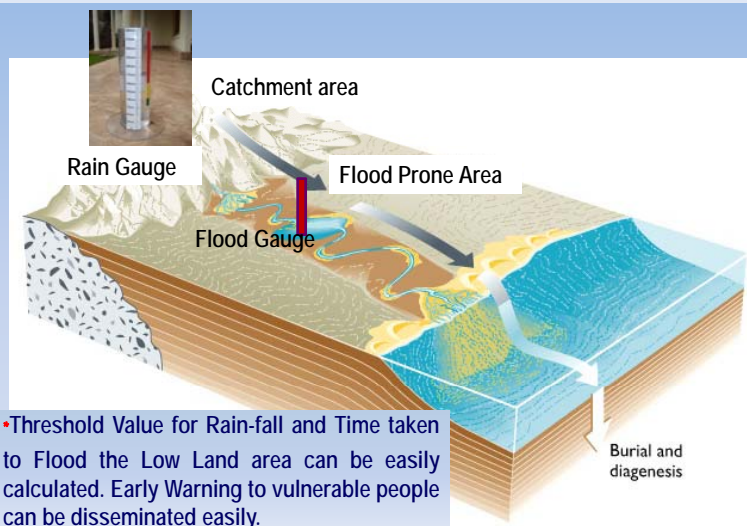 Catchment area
Rain Gauge
Flood Prone Area
Flood Gauge
•Threshold Value for Rain-fall and Time taken
to Flood the Low Land area can be easily
calculated. Early Warning to vulnerable people
can be disseminated easily.
Burial and
diagenesis